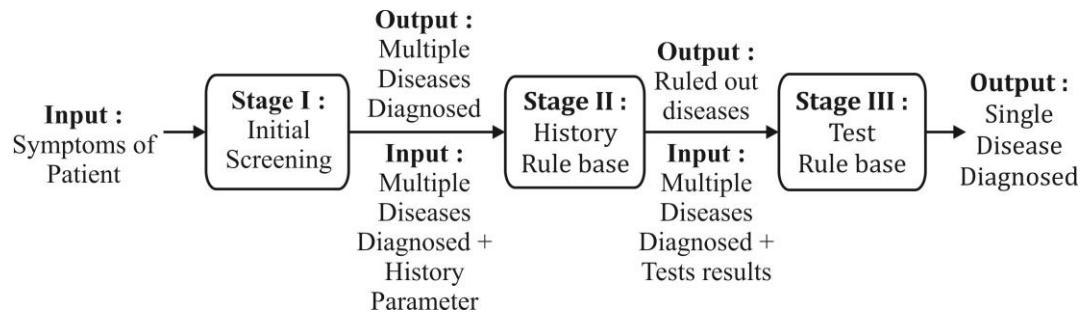 Input :
Symptoms of
Patient
Stage I :
Initial
Screening
Output :
Multiple
Diseases
Diagnosed
Input :
Multiple
Diseases
Diagnosed +
History
Parameter
Stage II :
History
Rule base
Output :
Ruled out
diseases
Input :
Multiple
Diseases
Diagnosed +
Tests results
Stage III :
Test
Rule base
Output :
Single
Disease
Diagnosed